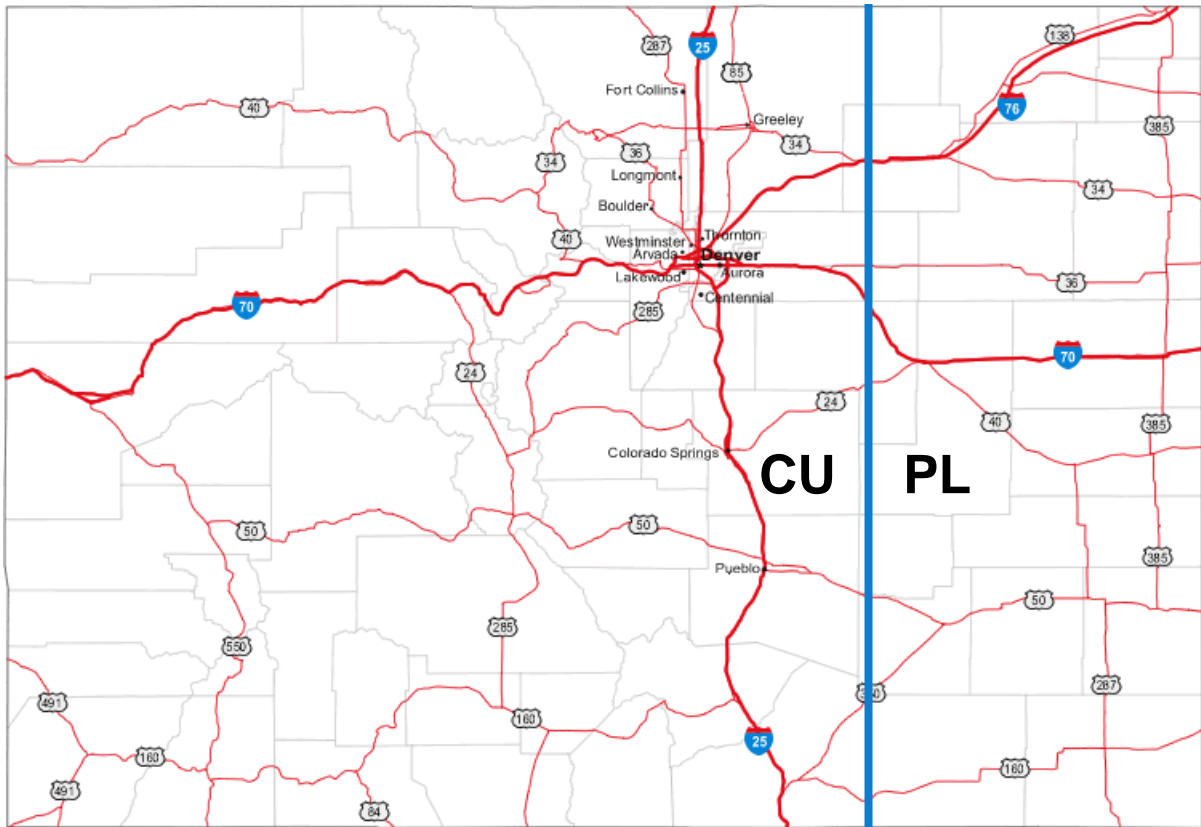 287
25
85
138
Fort Collins
40
76
Greeley
385
34
36
34
Longmont
34
Boulder
40
Westminster
Thornton
Arvada
Denver
Lakewood
Aurora
36
Centennial
70
285
70
24
24
40
385
Colorado Springs
CU
PL
50
50
385
Pueblo
50
285
550
287
491
350
160
25
160
160
491
84